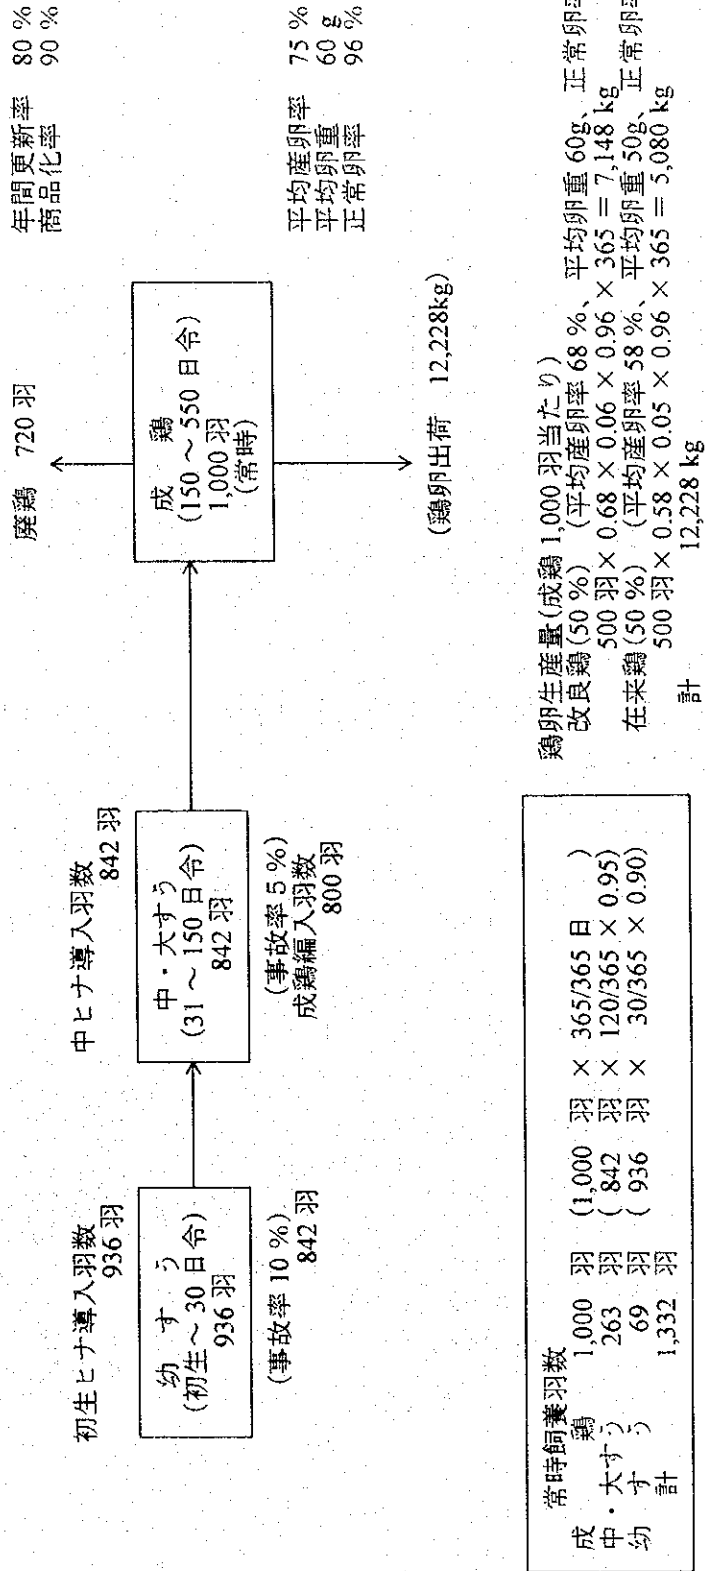 年間更新率 80 %
商品化率 90 %
廃鶏 720 羽
初生ヒナ導入羽数
936 羽
幼 す う
(初生～30 日令)
936 羽
(事故率 10 %)
842 羽
中ヒナ導入羽数
842 羽
中・大すう
(31 ～ 150 日令)
842 羽
(事故率 5 %)
成鶏編入羽数
800 羽
成 鶏
(150 ～ 550 日令)
1,000 羽
(常時)
平均産卵率 75 %
平均卵重 60 g
正常卵率 96 %
(鶏卵出荷 12,228kg)
常時飼養羽数
成 鶏 1,000 羽 (1,000 羽 × 365/365 日 )
中・大すう 263 羽 ( 842 羽 × 120/365 × 0.95)
幼 す う 69 羽 ( 936 羽 × 30/365 × 0.90)
計 1,332 羽
鶏卵生産量(成鶏 1,000 羽当たり)
改良鶏(50 %) (平均産卵率 68 %、平均卵重 60g、正常卵率
500 羽× 0.68 × 0.06 × 0.96 × 365 = 7,148 kg
在来鶏(50 %) (平均産卵率 58 %、平均卵重 50g、正常卵率
500 羽× 0.58 × 0.05 × 0.96 × 365 = 5,080 kg
計 12,228 kg